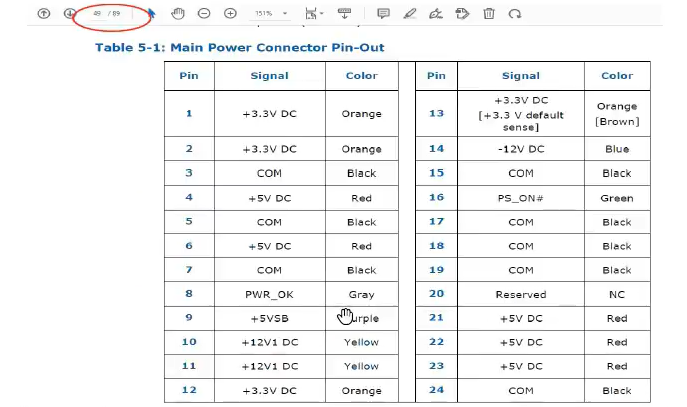 49 / 89
151%
Table 5-1: Main Power Connector Pin-Out
Pin Signal Color Pin Signal Color
1 +3.3V DC Orange 13 +3.3V DC [+3.3 V default sense] Orange [Brown]
2 +3.3V DC Orange 14 -12V DC Blue
3 COM Black 15 COM Black
4 +5V DC Red 16 PS_ON# Green
5 COM Black 17 COM Black
6 +5V DC Red 18 COM Black
7 COM Black 19 COM Black
8 PWR_OK Gray 20 Reserved NC
9 +5VSB Purple 21 +5V DC Red
10 +12V1 DC Yellow 22 +5V DC Red
11 +12V1 DC Yellow 23 +5V DC Red
12 +3.3V DC Orange 24 COM Black